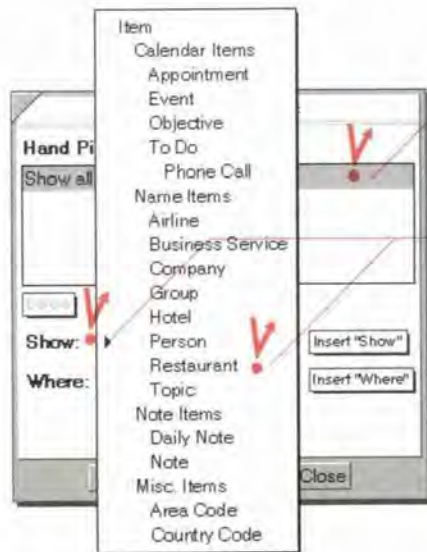 Item
Calendar Items
Appointment
Event
Objective
To Do
Phone Call
Name Items
Airline
Business Service
Company
Group
Hotel
Person
Restaurant
Topic
Note Items
Daily Note
Note
Misc. Items
Area Code
Country Code
Hand Pi
Show all
Show:
Where:
Insert "Show"
Insert "Where"
Close